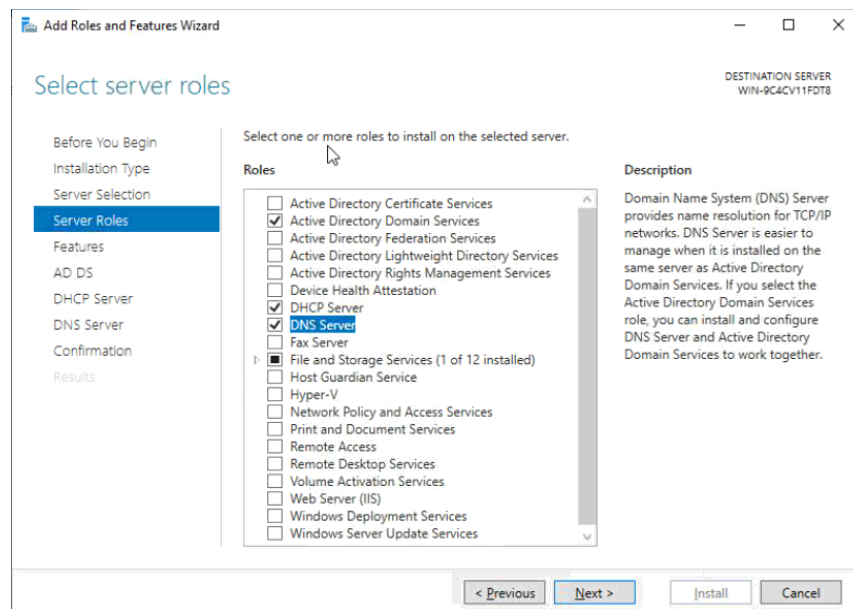 Add Roles and Features Wizard
Select server roles
DESTINATION SERVER
WIN-9C4CV11FDT8
Before You Begin
Installation Type
Server Selection
Server Roles
Features
AD DS
DHCP Server
DNS Server
Confirmation
Results
Select one or more roles to install on the selected server.
Roles
Active Directory Certificate Services
Active Directory Domain Services
Active Directory Federation Services
Active Directory Lightweight Directory Services
Active Directory Rights Management Services
Device Health Attestation
DHCP Server
DNS Server
Fax Server
File and Storage Services (1 of 12 installed)
Host Guardian Service
Hyper-V
Network Policy and Access Services
Print and Document Services
Remote Access
Remote Desktop Services
Volume Activation Services
Web Server (IIS)
Windows Deployment Services
Windows Server Update Services
Description
Domain Name System (DNS) Server
provides name resolution for TCP/IP
networks. DNS Server is easier to
manage when it is installed on the
same server as Active Directory
Domain Services. If you select the
Active Directory Domain Services
role, you can install and configure
DNS Server and Active Directory
Domain Services to work together.
< Previous
Next >
Install
Cancel